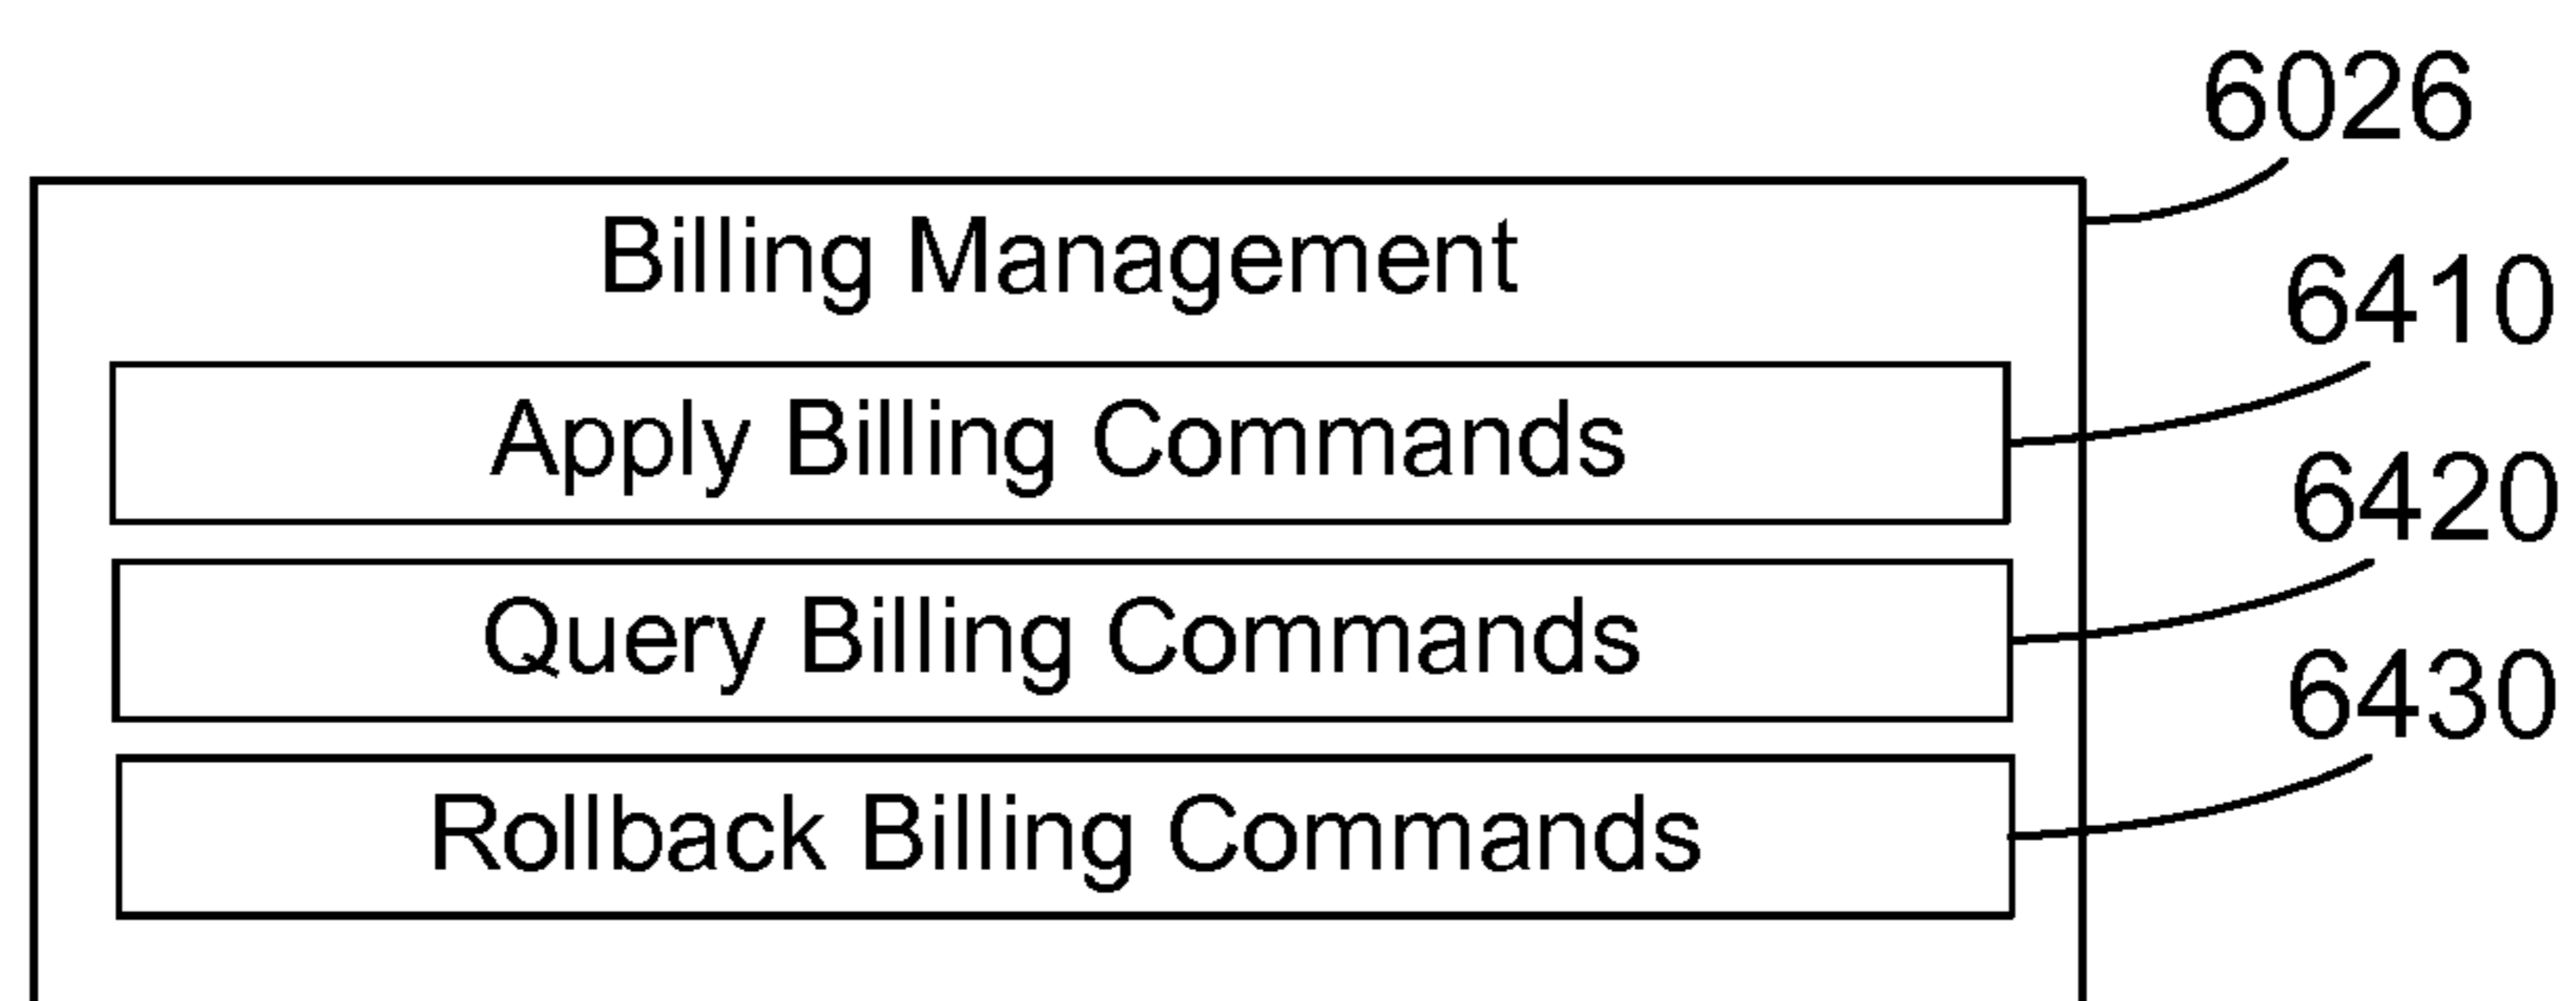 6026
Billing Management
6410
Apply Billing Commands
6420
Query Billing Commands
6430
Rollback Billing Commands